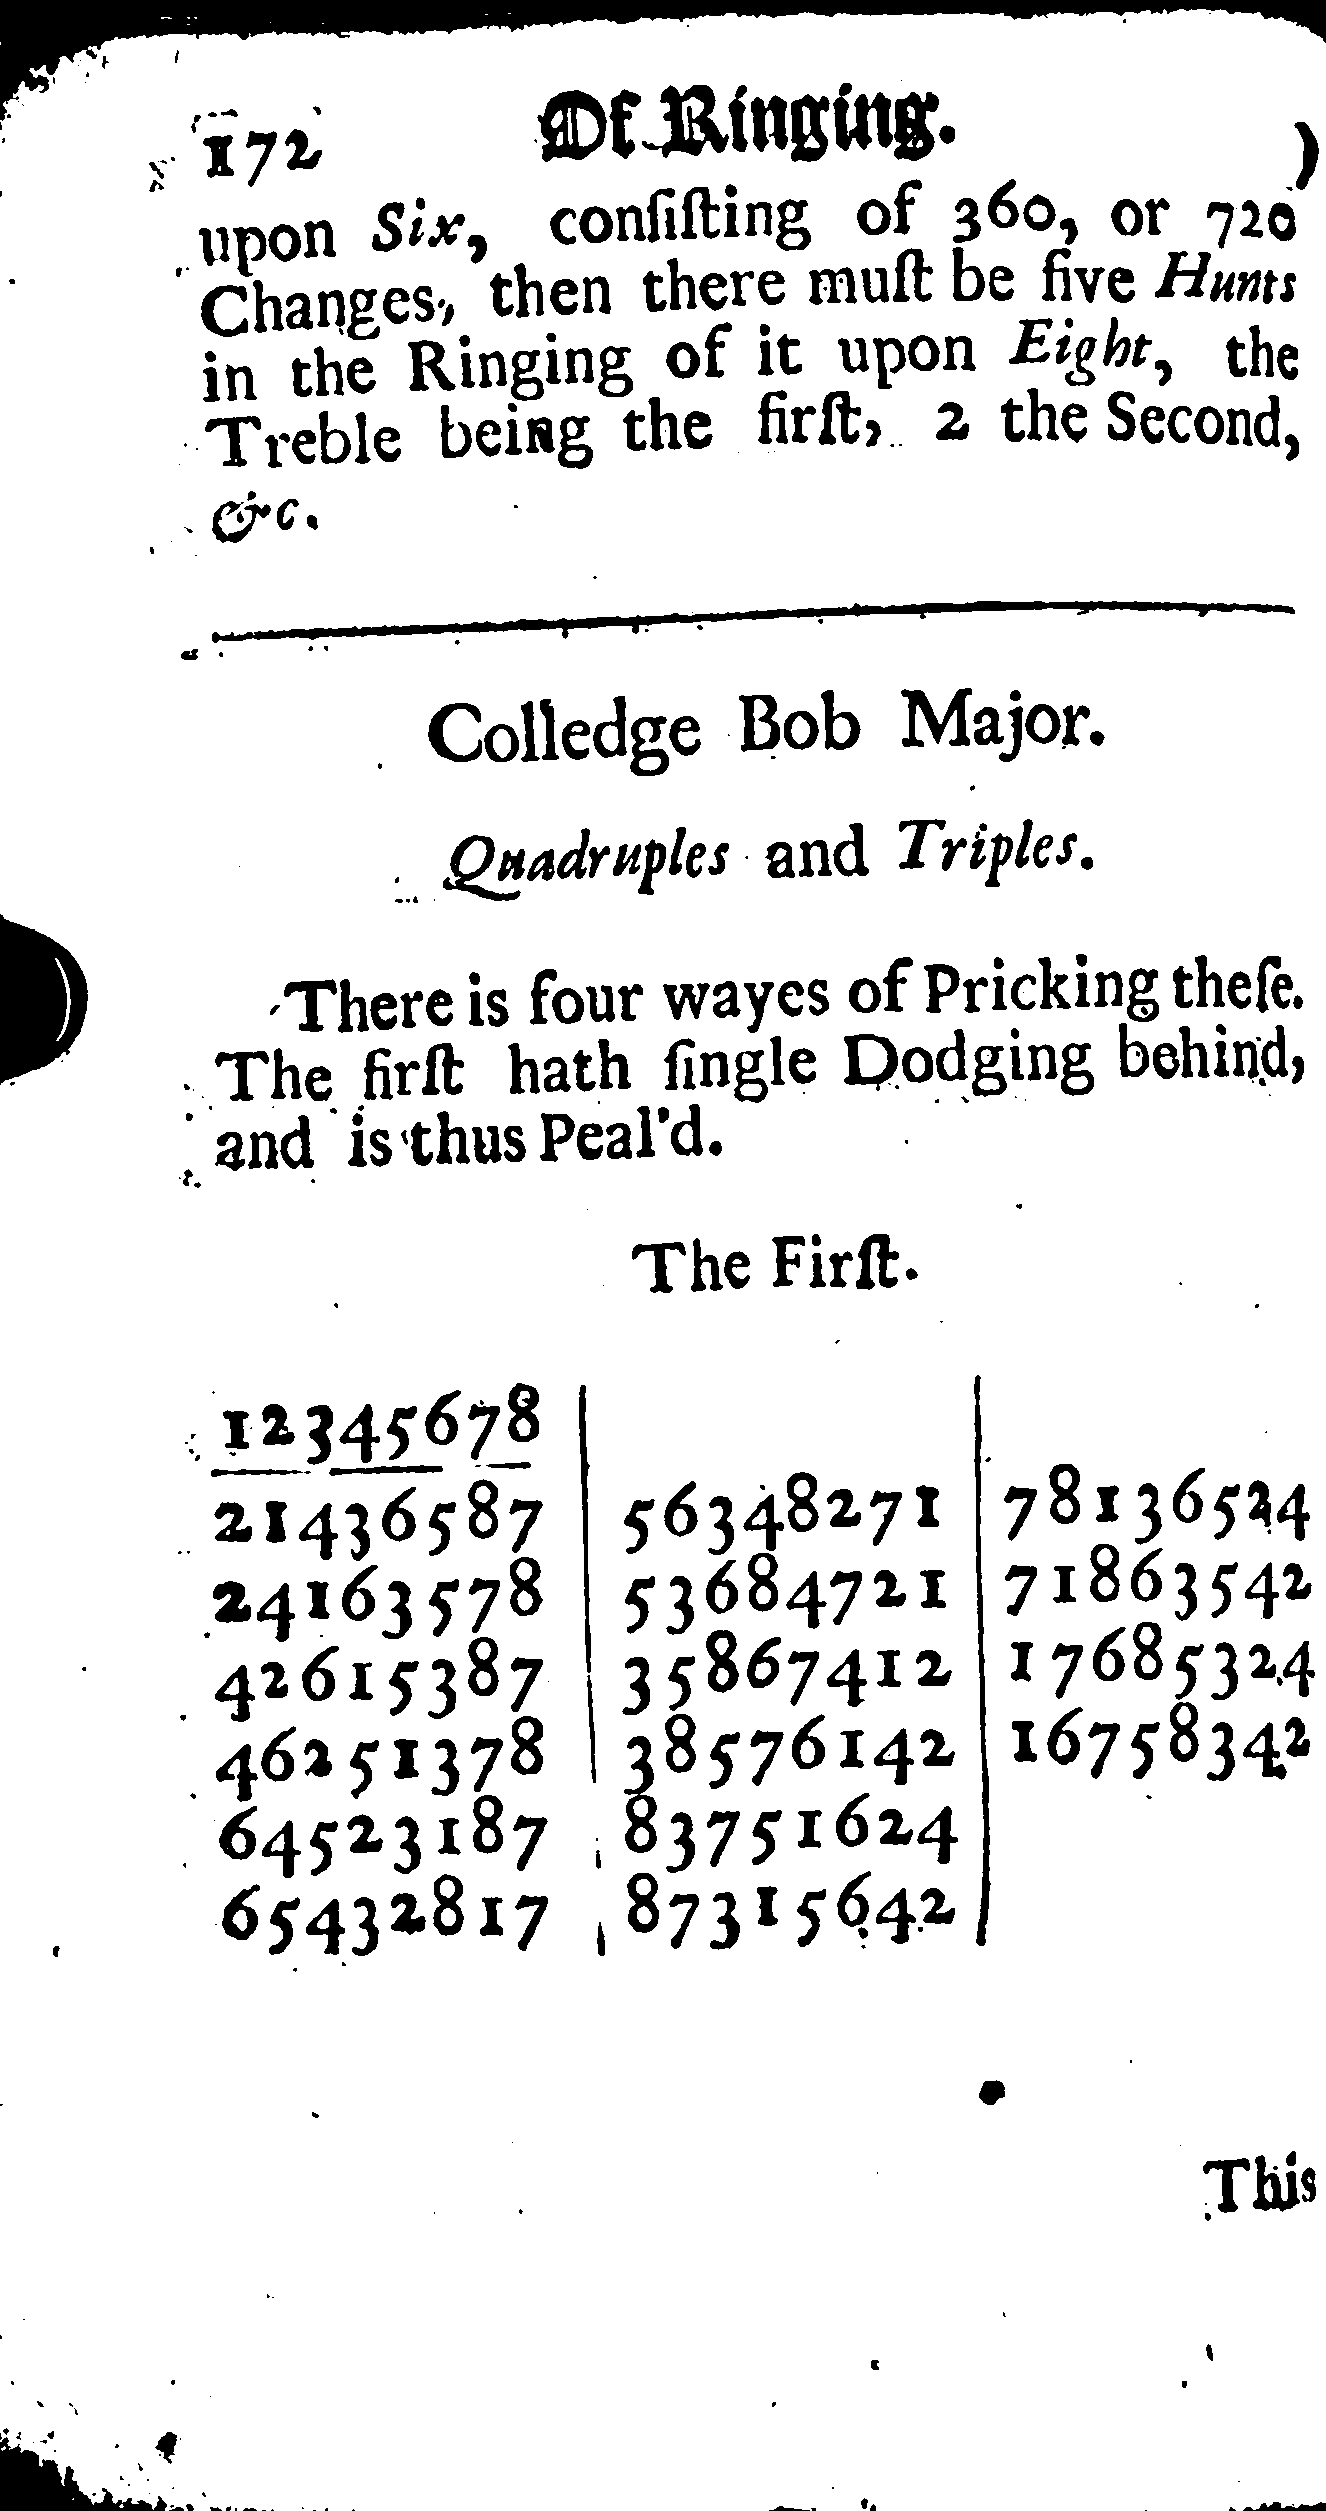 172 Of Ringing.
upon Six, conſiſting of 360, or 720
Changes, then there muſt be five Hunts
in the Ringing of it upon Eight, the
Treble being the firſt, 2 the Second,
&c.
Colledge Bob Major.
Quadruples and Triples.
There is four wayes of Pricking theſe.
The firſt hath ſingle Dodging behind,
and is thus Peal'd.
The Firſt.
12345678
21436587
24163578
42615387
46251378
64523187
65432817
56348271
53684721
35867412
38576142
83751624
87315642
78136524
71863542
17685324
16758342
This